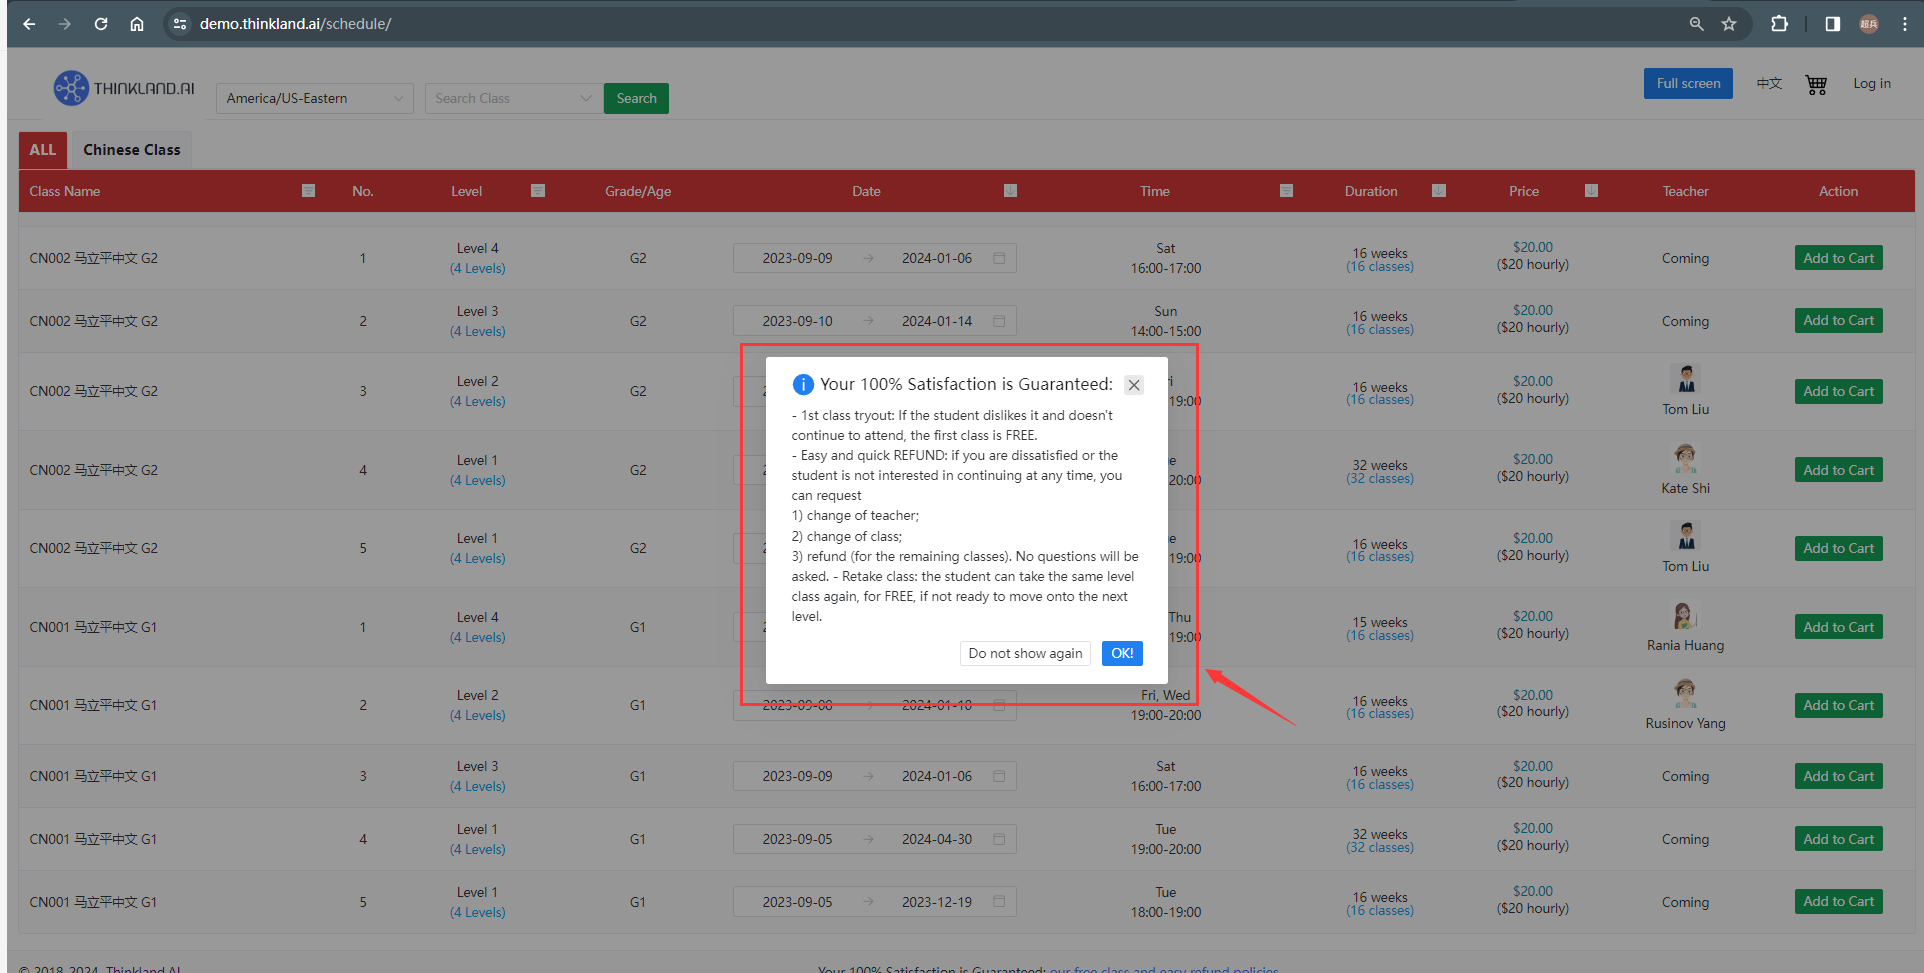 demo.thinkland.ai/schedule/
超兵
THINKLAND.AI
America/US-Eastern
Search Class
Search
Full screen
中文
Log in
ALL
Chinese Class
Class Name No. Level Grade/Age Date Time Duration Price Teacher Action
CN002 马立平中文 G2 1 Level 4 (4 Levels) G2 2023-09-09 → 2024-01-06 Sat 16:00-17:00 16 weeks (16 classes) $20.00 ($20 hourly) Coming Add to Cart
CN002 马立平中文 G2 2 Level 3 (4 Levels) G2 2023-09-10 → 2024-01-14 Sun 14:00-15:00 16 weeks (16 classes) $20.00 ($20 hourly) Coming Add to Cart
CN002 马立平中文 G2 3 Level 2 (4 Levels) G2 19:00 16 weeks (16 classes) $20.00 ($20 hourly) Tom Liu Add to Cart
CN002 马立平中文 G2 4 Level 1 (4 Levels) G2 20:00 32 weeks (32 classes) $20.00 ($20 hourly) Kate Shi Add to Cart
CN002 马立平中文 G2 5 Level 1 (4 Levels) G2 19:00 16 weeks (16 classes) $20.00 ($20 hourly) Tom Liu Add to Cart
CN001 马立平中文 G1 1 Level 4 (4 Levels) G1 Thu 19:00 15 weeks (16 classes) $20.00 ($20 hourly) Rania Huang Add to Cart
CN001 马立平中文 G1 2 Level 2 (4 Levels) G1 2023-09-08 → 2024-01-10 Fri, Wed 19:00-20:00 16 weeks (16 classes) $20.00 ($20 hourly) Rusinov Yang Add to Cart
CN001 马立平中文 G1 3 Level 3 (4 Levels) G1 2023-09-09 → 2024-01-06 Sat 16:00-17:00 16 weeks (16 classes) $20.00 ($20 hourly) Coming Add to Cart
CN001 马立平中文 G1 4 Level 1 (4 Levels) G1 2023-09-05 → 2024-04-30 Tue 19:00-20:00 32 weeks (32 classes) $20.00 ($20 hourly) Coming Add to Cart
CN001 马立平中文 G1 5 Level 1 (4 Levels) G1 2023-09-05 → 2023-12-19 Tue 18:00-19:00 16 weeks (16 classes) $20.00 ($20 hourly) Coming Add to Cart
Your 100% Satisfaction is Guaranteed:
- 1st class tryout: If the student dislikes it and doesn't
continue to attend, the first class is FREE.
- Easy and quick REFUND: if you are dissatisfied or the
student is not interested in continuing at any time, you
can request
1) change of teacher;
2) change of class;
3) refund (for the remaining classes). No questions will be
asked. - Retake class: the student can take the same level
class again, for FREE, if not ready to move onto the next
level.
Do not show again
OK!
© 2018-2024, Thinkland AI
Your 100% Satisfaction is Guaranteed: our free class and easy refund policies